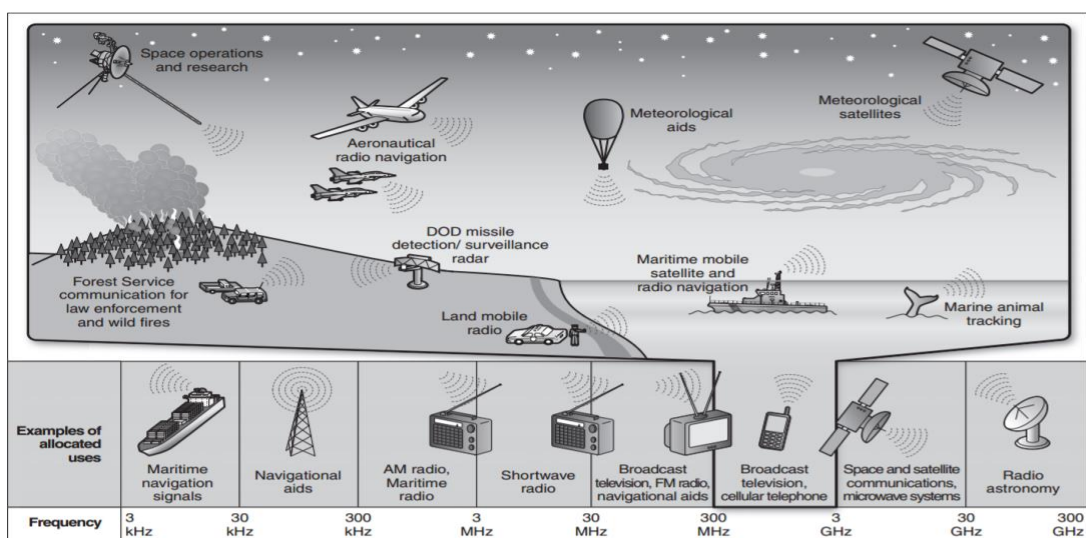 Space operations
and research
Aeronautical
radio navigation
Meteorological
aids
Meteorological
satellites
DOD missile
detection/ surveillance
radar
Forest Service
communication for
law enforcement
and wild fires
Land mobile
radio
Maritime mobile
satellite and
radio navigation
Marine animal
tracking
Examples of
allocated
uses
Maritime
navigation
signals
Navigational
aids
AM radio,
Maritime
radio
Shortwave
radio
Broadcast
television, FM radio,
navigational aids
Broadcast
television,
cellular telephone
Space and satellite
communications,
microwave systems
Radio
astronomy
Frequency
3
kHz
30
kHz
300
kHz
3
MHz
30
MHz
300
MHz
3
GHz
30
GHz
300
GHz